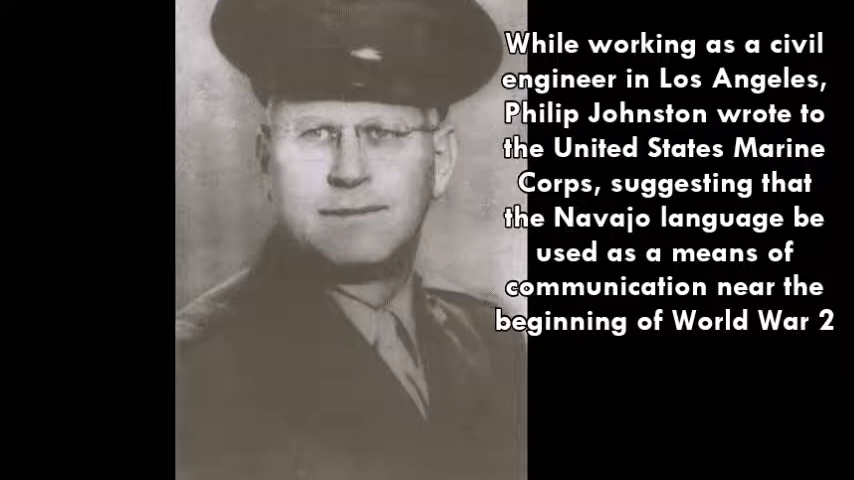 While working as a civil
engineer in Los Angeles,
Philip Johnston wrote to
the United States Marine
Corps, suggesting that
the Navajo language be
used as a means of
communication near the
beginning of World War 2